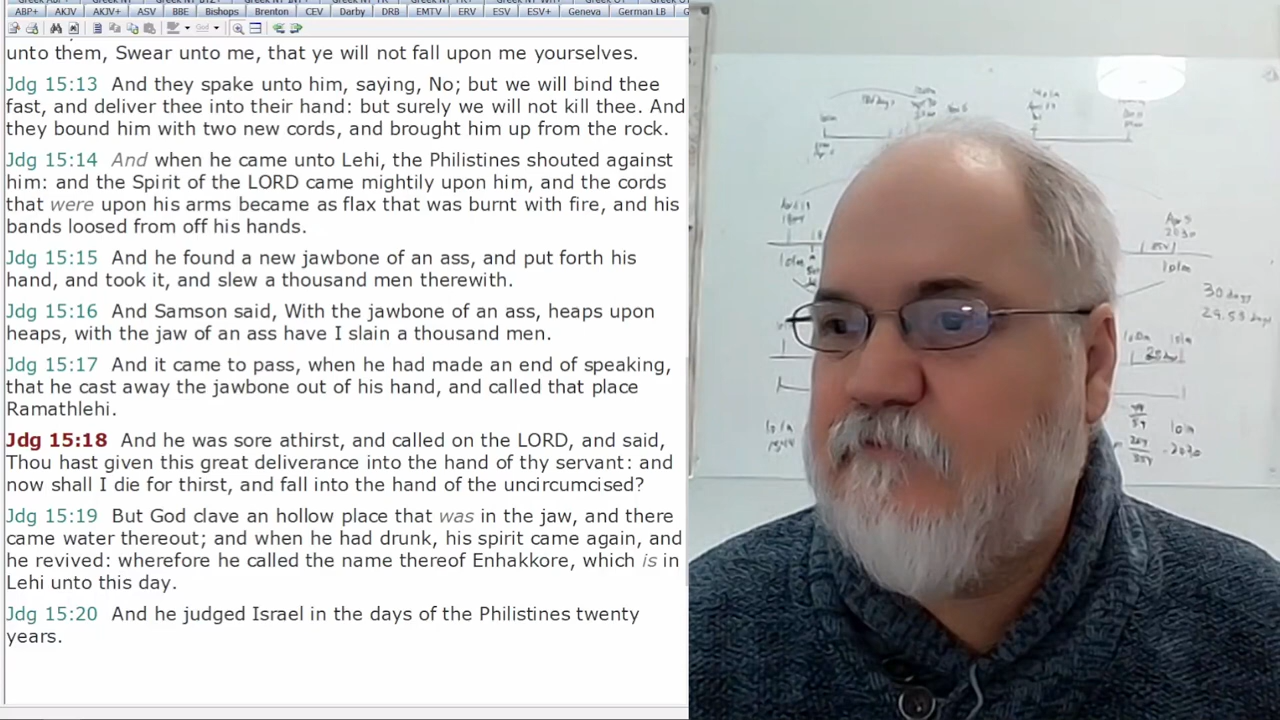 ABP+ AKJV AKJV+ ASV BBE Bishops Brenton CEV Darby DRB EMTV ERV ESV ESV+ Geneva German LB G
unto them, Swear unto me, that ye will not fall upon me yourselves.
Jdg 15:13 And they spake unto him, saying, No; but we will bind thee
fast, and deliver thee into their hand: but surely we will not kill thee. And
they bound him with two new cords, and brought him up from the rock.
Jdg 15:14 And when he came unto Lehi, the Philistines shouted against
him: and the Spirit of the LORD came mightily upon him, and the cords
that were upon his arms became as flax that was burnt with fire, and his
bands loosed from off his hands.
Jdg 15:15 And he found a new jawbone of an ass, and put forth his
hand, and took it, and slew a thousand men therewith.
Jdg 15:16 And Samson said, With the jawbone of an ass, heaps upon
heaps, with the jaw of an ass have I slain a thousand men.
Jdg 15:17 And it came to pass, when he had made an end of speaking,
that he cast away the jawbone out of his hand, and called that place
Ramathlehi.
Jdg 15:18 And he was sore athirst, and called on the LORD, and said,
Thou hast given this great deliverance into the hand of thy servant: and
now shall I die for thirst, and fall into the hand of the uncircumcised?
Jdg 15:19 But God clave an hollow place that was in the jaw, and there
came water thereout; and when he had drunk, his spirit came again, and
he revived: wherefore he called the name thereof Enhakkore, which is in
Lehi unto this day.
Jdg 15:20 And he judged Israel in the days of the Philistines twenty
years.
30 days
29.53 days
2030